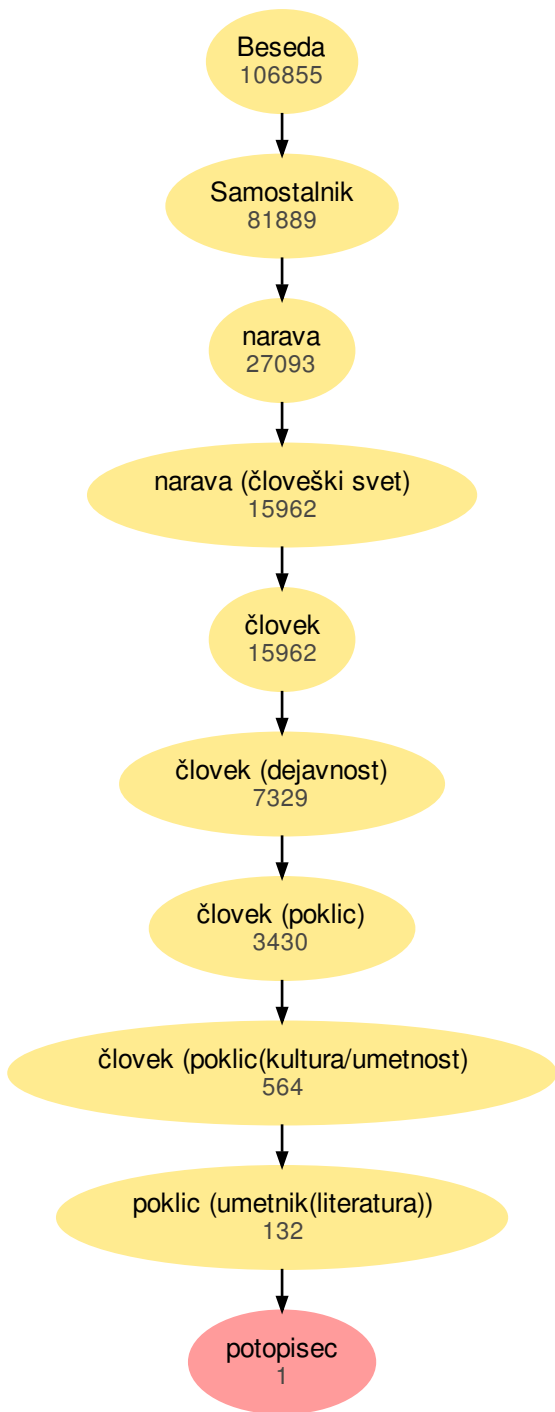 Beseda
106855
Samostalnik
81889
narava
27093
narava (človeški svet)
15962
človek
15962
človek (dejavnost)
7329
človek (poklic)
3430
človek (poklic(kultura/umetnost)
564
poklic (umetnik(literatura))
132
potopisec
1